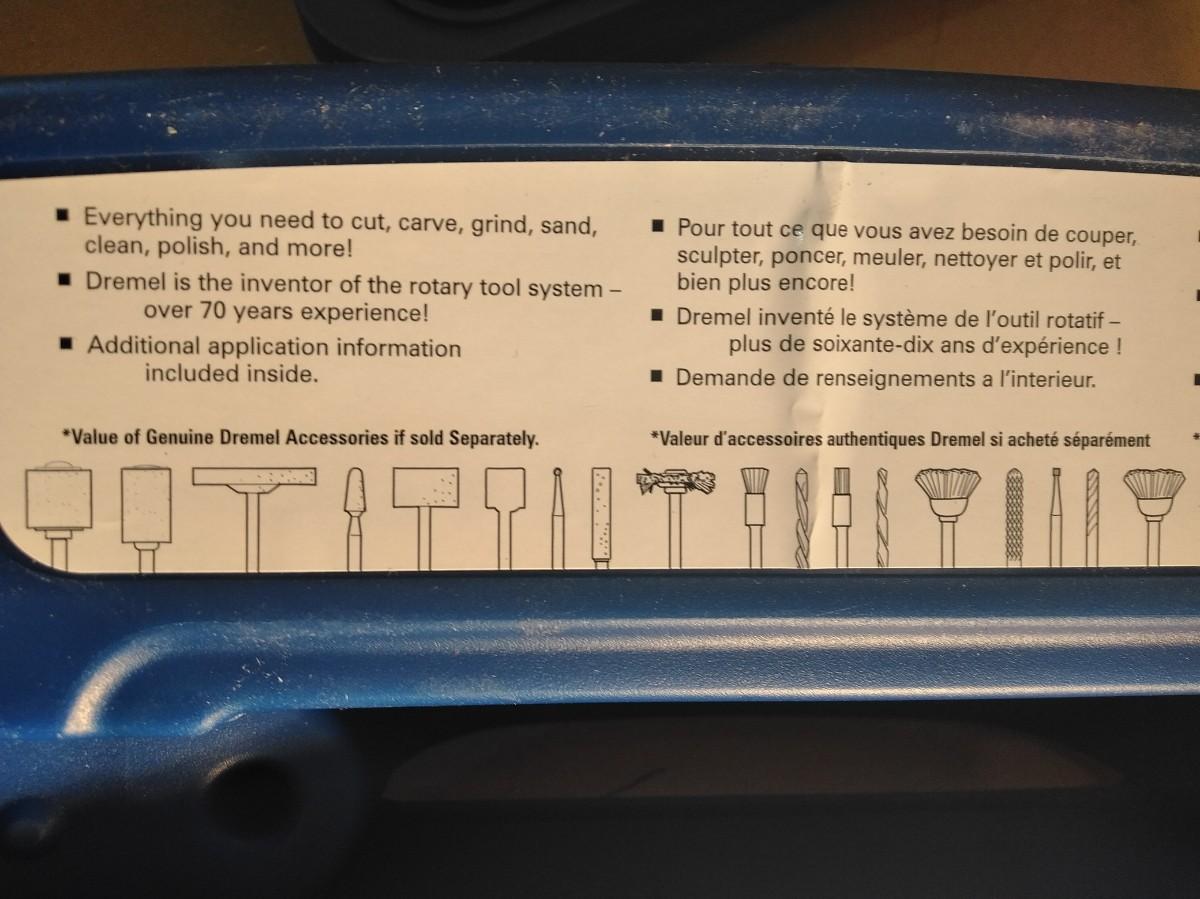 ■ Everything you need to cut, carve, grind, sand,
clean, polish, and more!
■ Dremel is the inventor of the rotary tool system –
over 70 years experience!
■ Additional application information
included inside.
*Value of Genuine Dremel Accessories if sold Separately.
■ Pour tout ce que vous avez besoin de couper,
sculpter, poncer, meuler, nettoyer et polir, et
bien plus encore!
■ Dremel inventé le système de l'outil rotatif –
plus de soixante-dix ans d'expérience !
■ Demande de renseignements a l'interieur.
*Valeur d'accessoires authentiques Dremel si acheté séparément